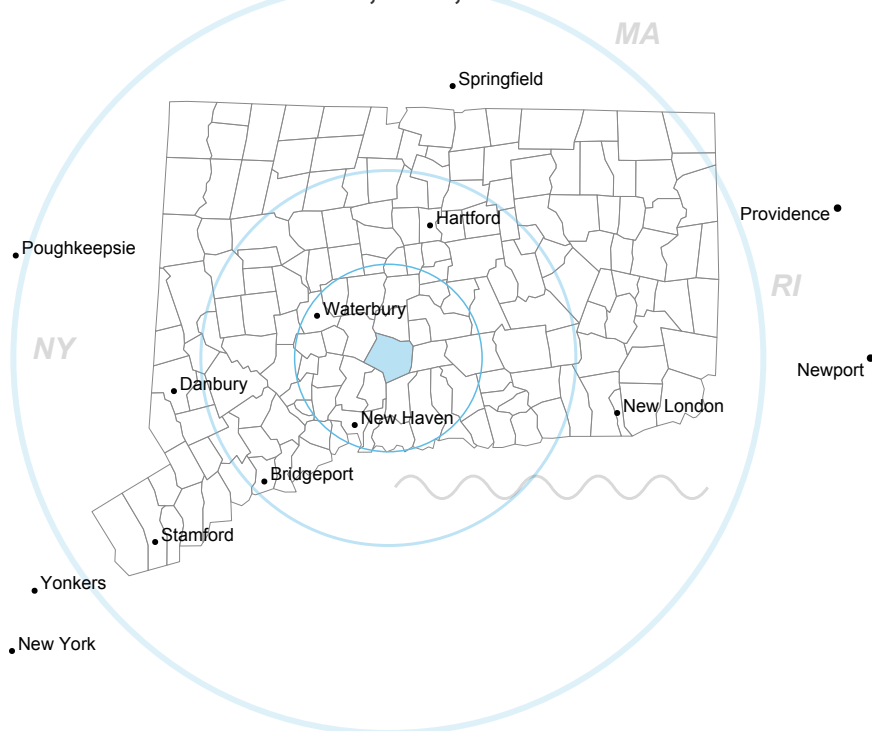 MA
Springfield
Providence
Hartford
Poughkeepsie
RI
Waterbury
NY
Newport
Danbury
New London
New Haven
Bridgeport
Stamford
Yonkers
New York